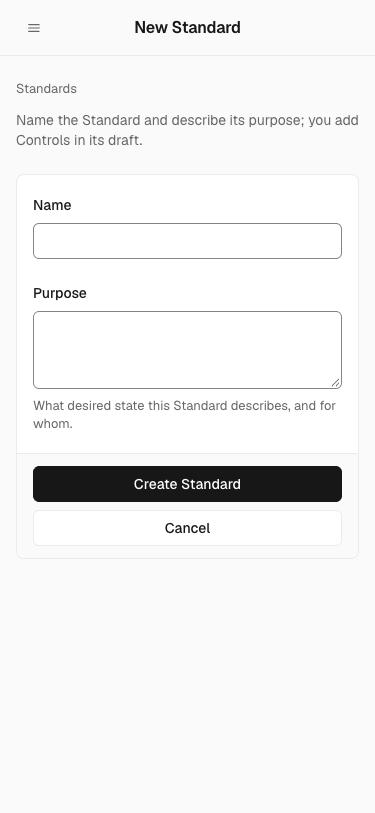 New Standard
Standards
Name the Standard and describe its purpose; you add
Controls in its draft.
Name
Purpose
What desired state this Standard describes, and for
whom.
Create Standard
Cancel